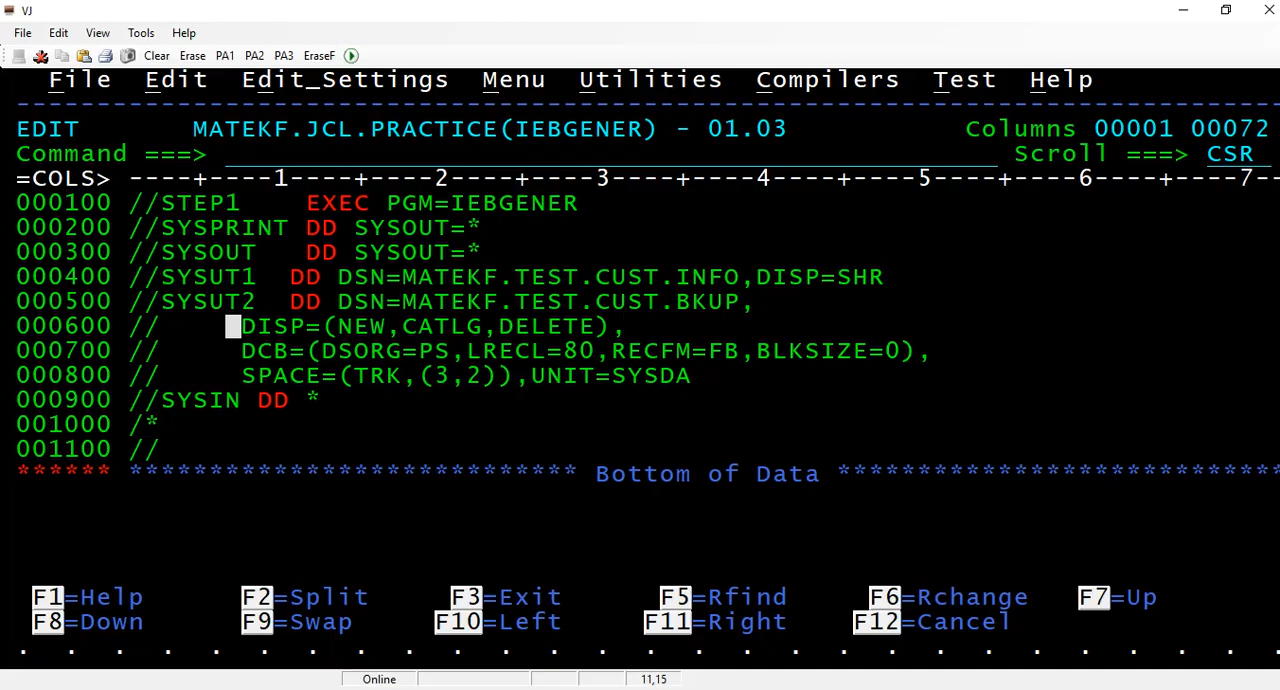 VJ
File Edit View Tools Help
Clear Erase PA1 PA2 PA3 EraseF
File Edit Edit_Settings Menu Utilities Compilers Test Help
EDIT MATEKF.JCL.PRACTICE(IEBGENER) - 01.03 Columns 00001 00072
Command ===> Scroll ===> CSR
=COLS> ----+----1----+----2----+----3----+----4----+----5----+----6----+----7--
000100 //STEP1    EXEC PGM=IEBGENER
000200 //SYSPRINT DD SYSOUT=*
000300 //SYSOUT   DD SYSOUT=*
000400 //SYSUT1  DD DSN=MATEKF.TEST.CUST.INFO,DISP=SHR
000500 //SYSUT2  DD DSN=MATEKF.TEST.CUST.BKUP,
000600 //     DISP=(NEW,CATLG,DELETE),
000700 //     DCB=(DSORG=PS,LRECL=80,RECFM=FB,BLKSIZE=0),
000800 //     SPACE=(TRK,(3,2)),UNIT=SYSDA
000900 //SYSIN DD *
001000 /*
001100 //
****** **************************** Bottom of Data ****************************
F1=Help F2=Split F3=Exit F5=Rfind F6=Rchange F7=Up
F8=Down F9=Swap F10=Left F11=Right F12=Cancel
Online 11,15